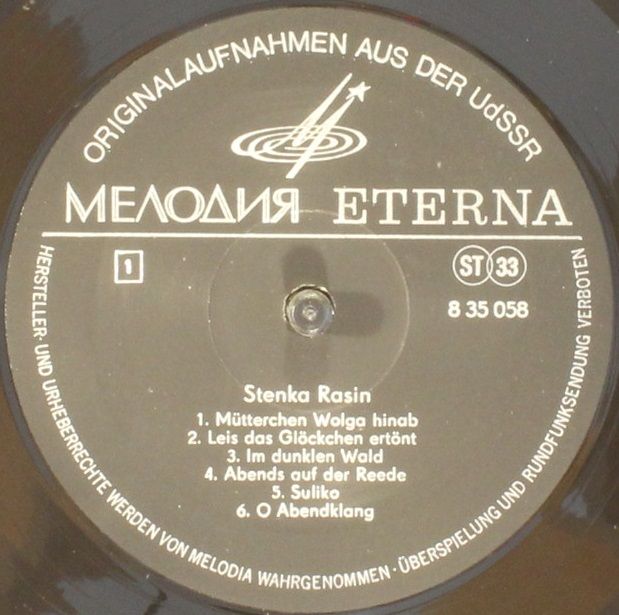 ORIGINALAUFNAHMEN AUS DER UdSSR
МЕЛОДИЯ ETERNA
1
ST 33
8 35 058
Stenka Rasin
1. Mütterchen Wolga hinab
2. Leis das Glöckchen ertönt
3. Im dunklen Wald
4. Abends auf der Reede
5. Suliko
6. O Abendklang
HERSTELLER- UND URHEBERRECHTE WERDEN VON MELODIA WAHRGENOMMEN · ÜBERSPIELUNG UND RUNDFUNKSENDUNG VERBOTEN